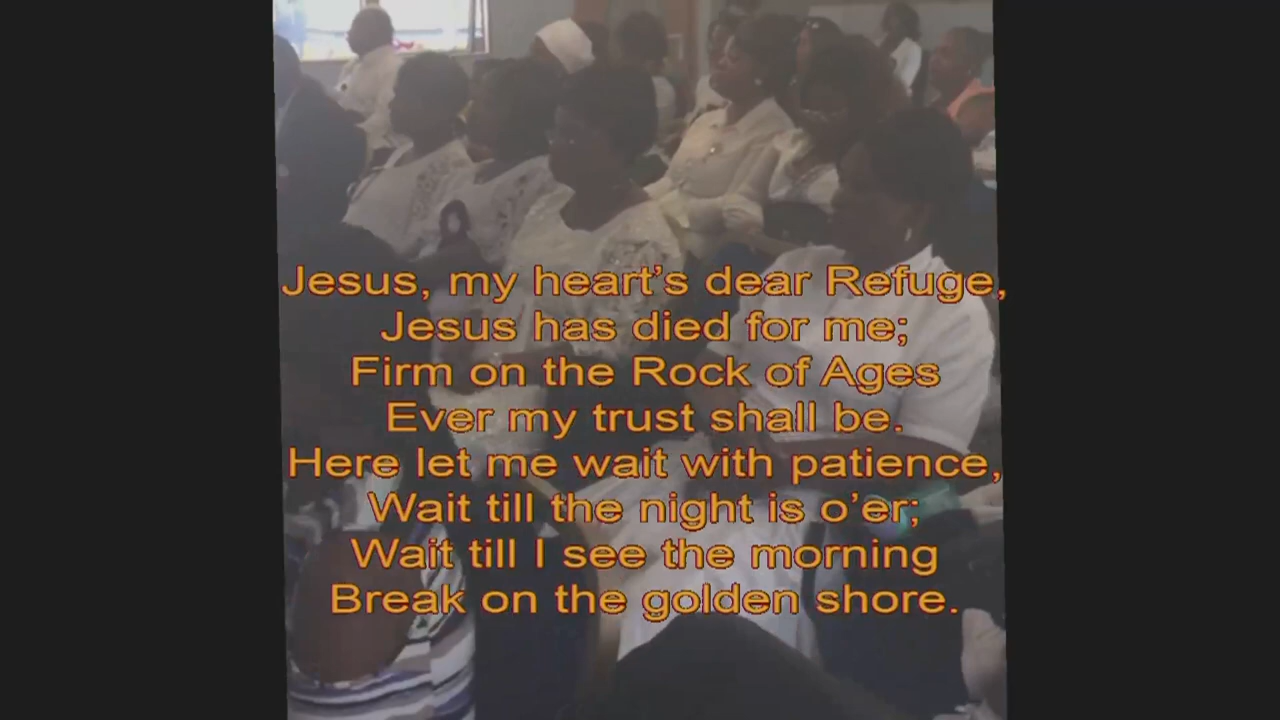 Jesus, my heart’s dear Refuge,
Jesus has died for me;
Firm on the Rock of Ages
Ever my trust shall be.
Here let me wait with patience,
Wait till the night is o’er;
Wait till I see the morning
Break on the golden shore.